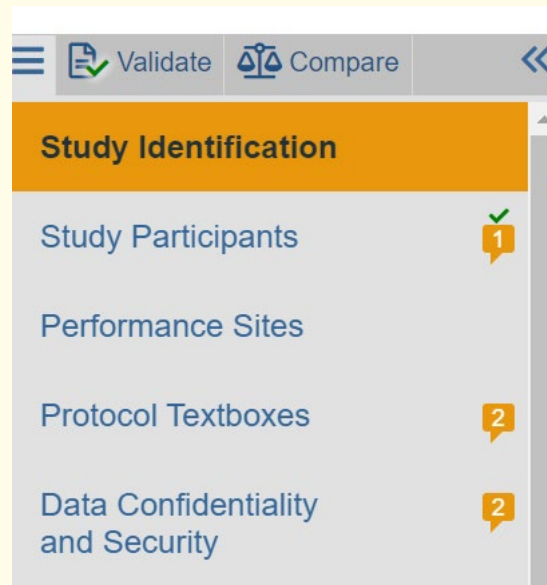 Validate Compare
Study Identification
Study Participants 1
Performance Sites
Protocol Textboxes 2
Data Confidentiality 2
and Security